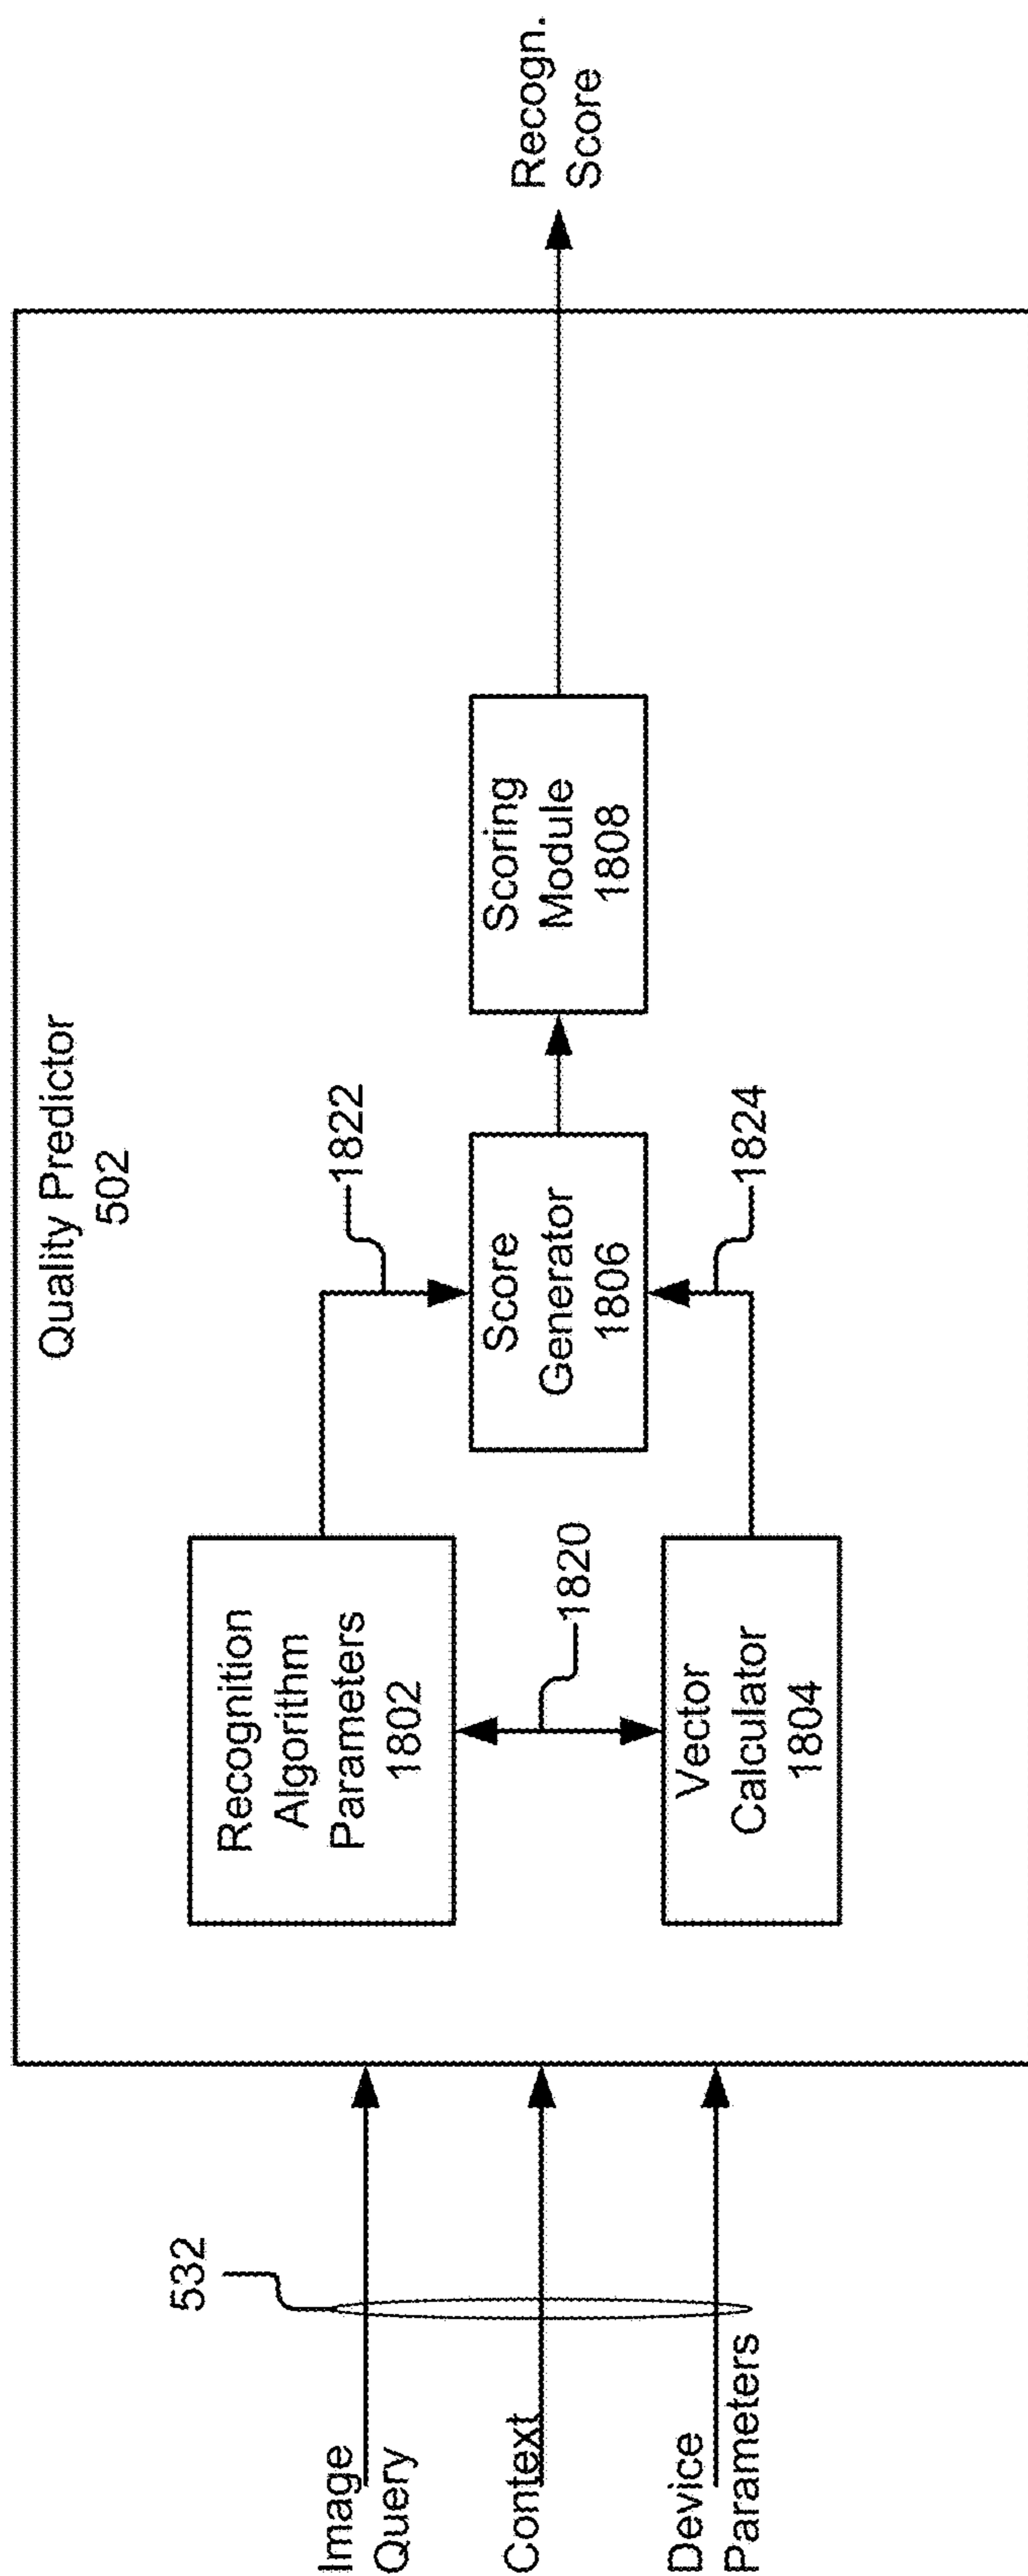 Quality Predictor
502
532
Image
Query
Context
Device
Parameters
Recognition
Algorithm
Parameters
1802
1820
Vector
Calculator
1804
1822
Score
Generator
1806
1824
Scoring
Module
1808
Recogn.
Score